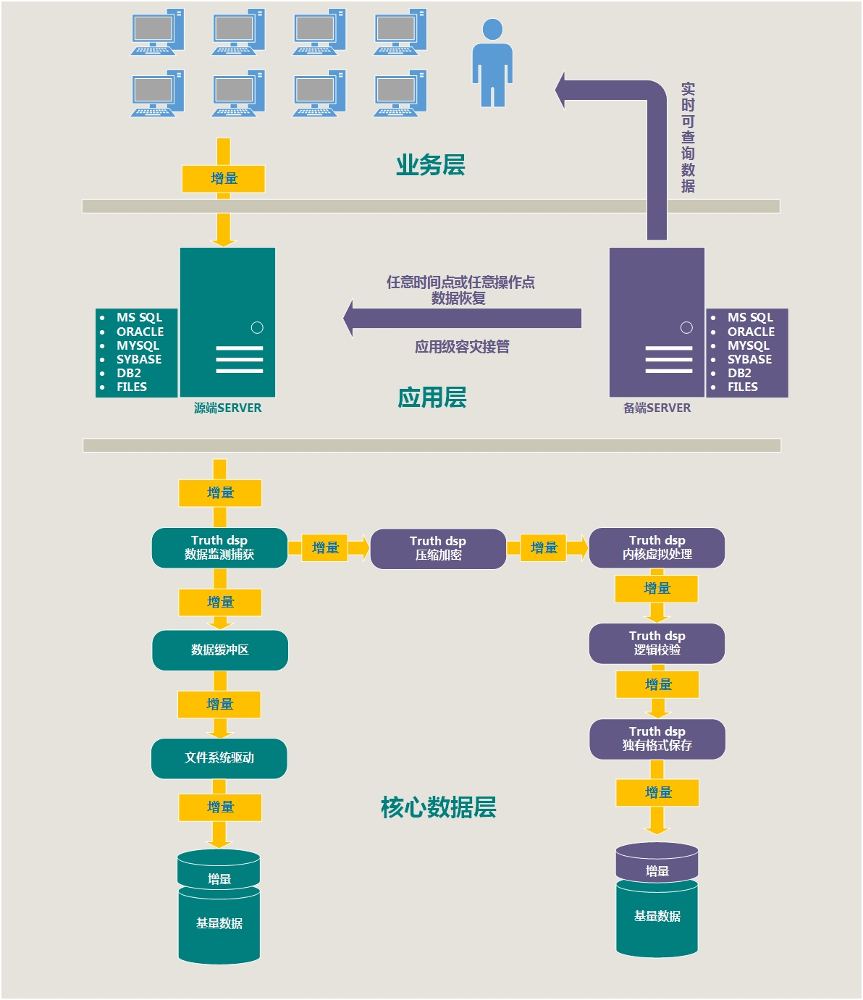 实时可查询数据
业务层
增量
任意时间点或任意操作点
数据恢复
应用级容灾接管
• MS SQL
• ORACLE
• MYSQL
• SYBASE
• DB2
• FILES
源端SERVER
• MS SQL
• ORACLE
• MYSQL
• SYBASE
• DB2
• FILES
备端SERVER
应用层
增量
Truth dsp
数据监测捕获
增量
Truth dsp
压缩加密
增量
Truth dsp
内核虚拟处理
增量
增量
数据缓冲区
Truth dsp
逻辑校验
增量
增量
Truth dsp
独有格式保存
文件系统驱动
增量
增量
核心数据层
增量
基量数据
增量
基量数据